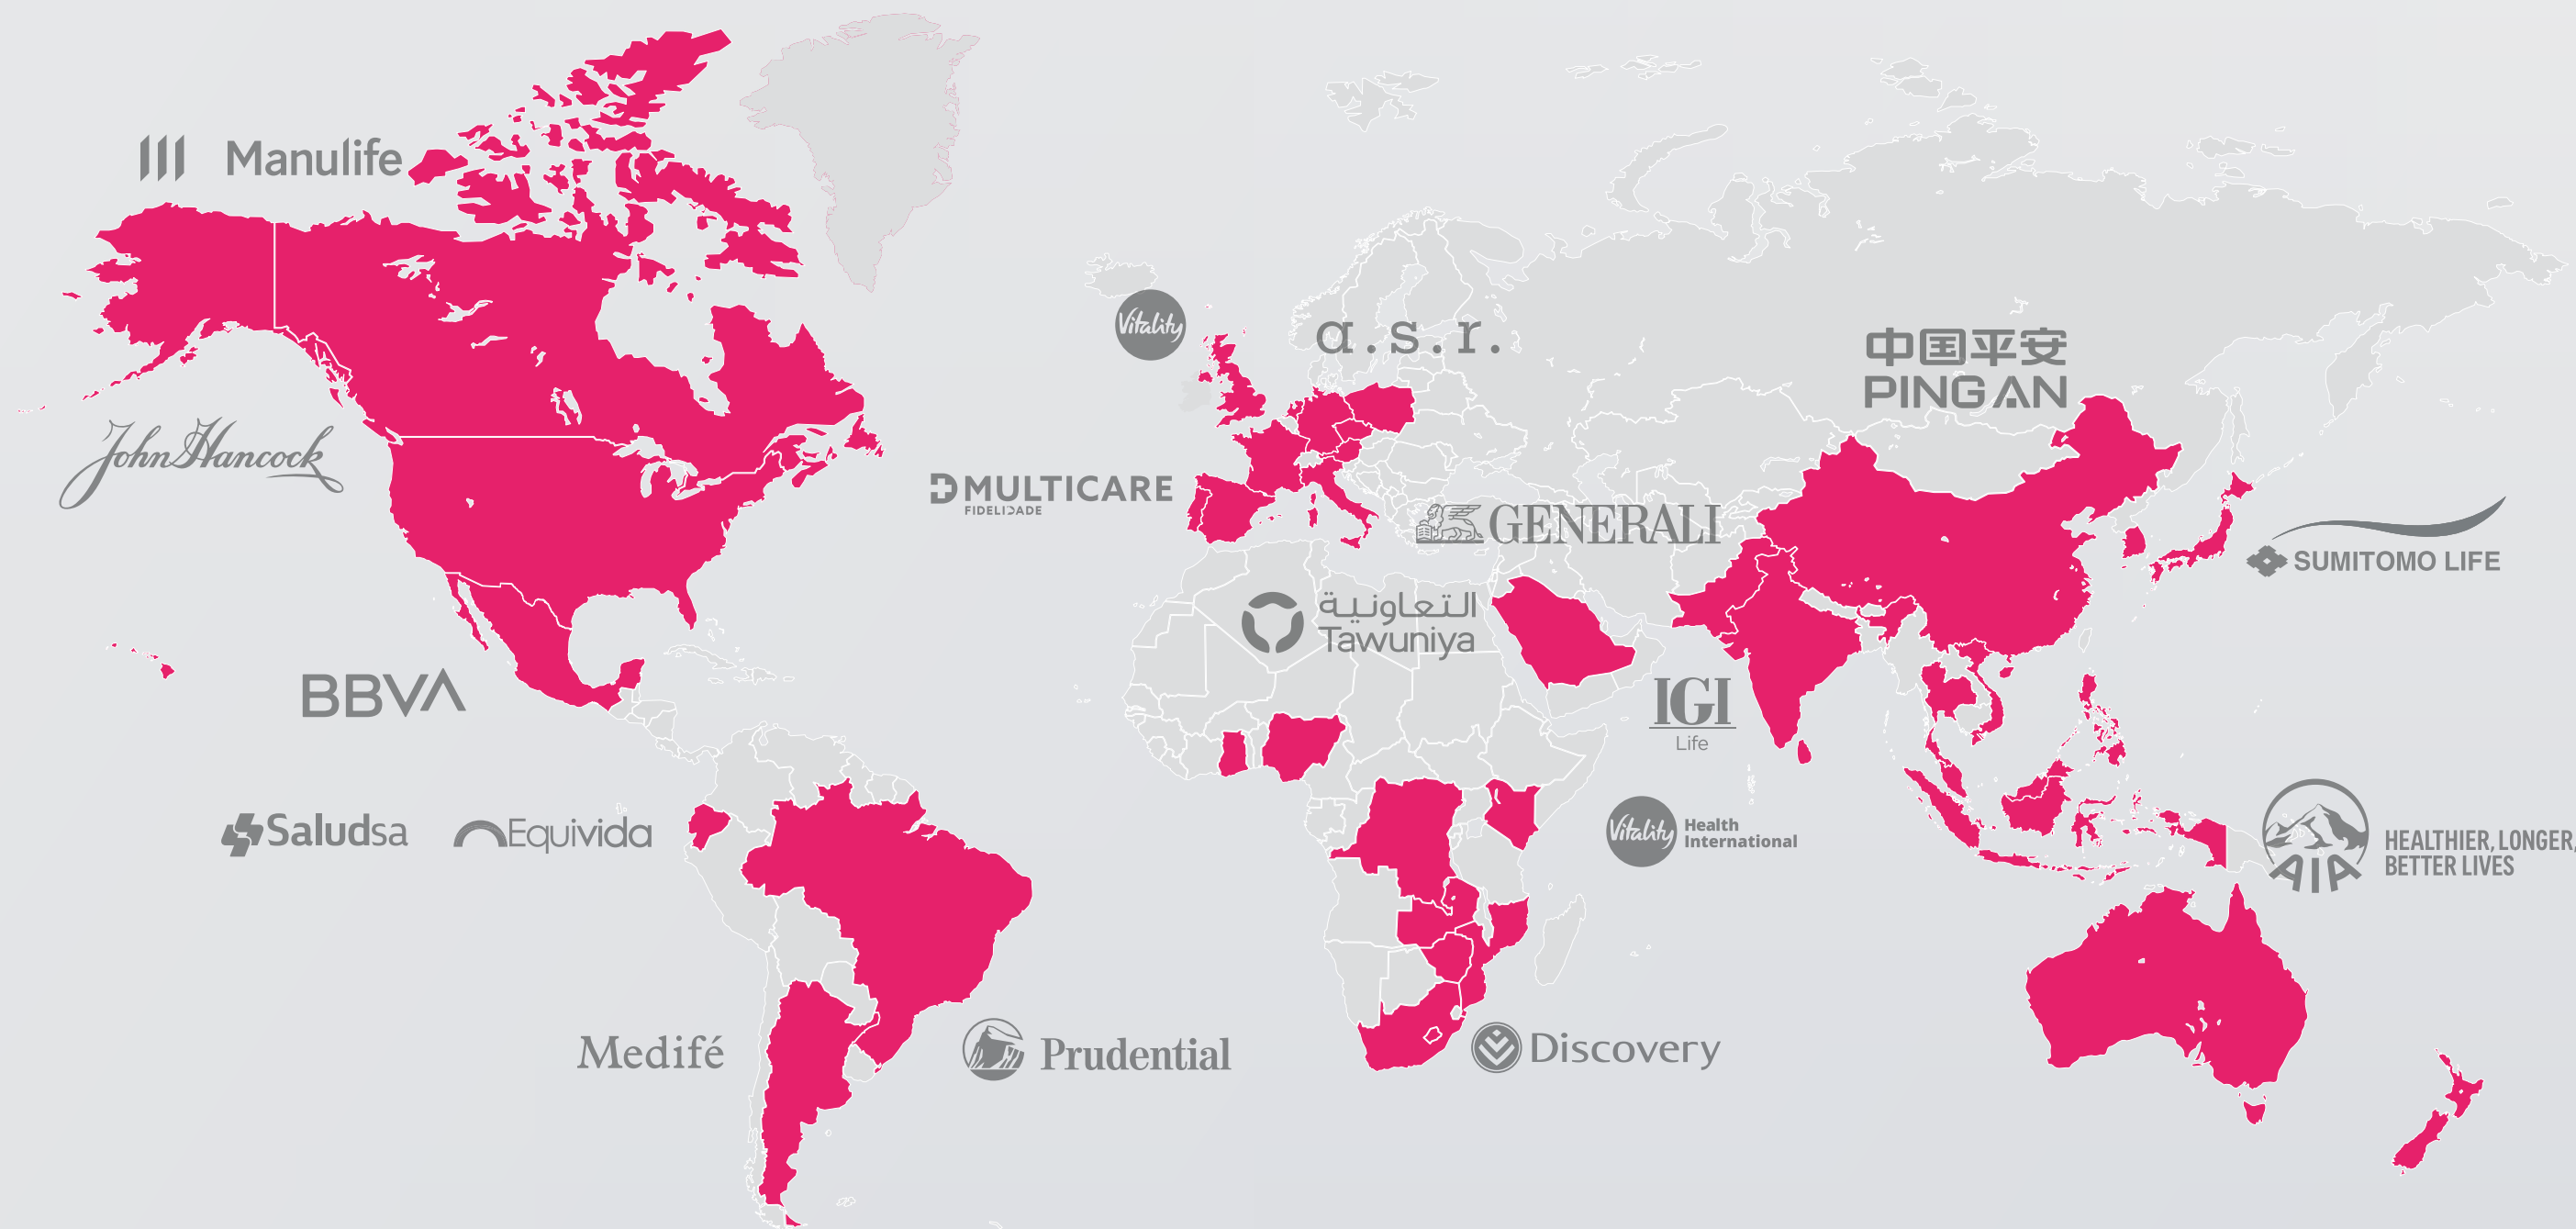 Manulife
John Hancock
BBVA
Saludsa
Equivida
Medifé
Prudential
Vitality
a.s.r.
MULTICARE
FIDELIDADE
GENERALI
التعاونية
Tawuniya
IGI
Life
Vitality
Health
International
Discovery
中国平安
PING AN
SUMITOMO LIFE
AIA
HEALTHIER, LONGER,
BETTER LIVES